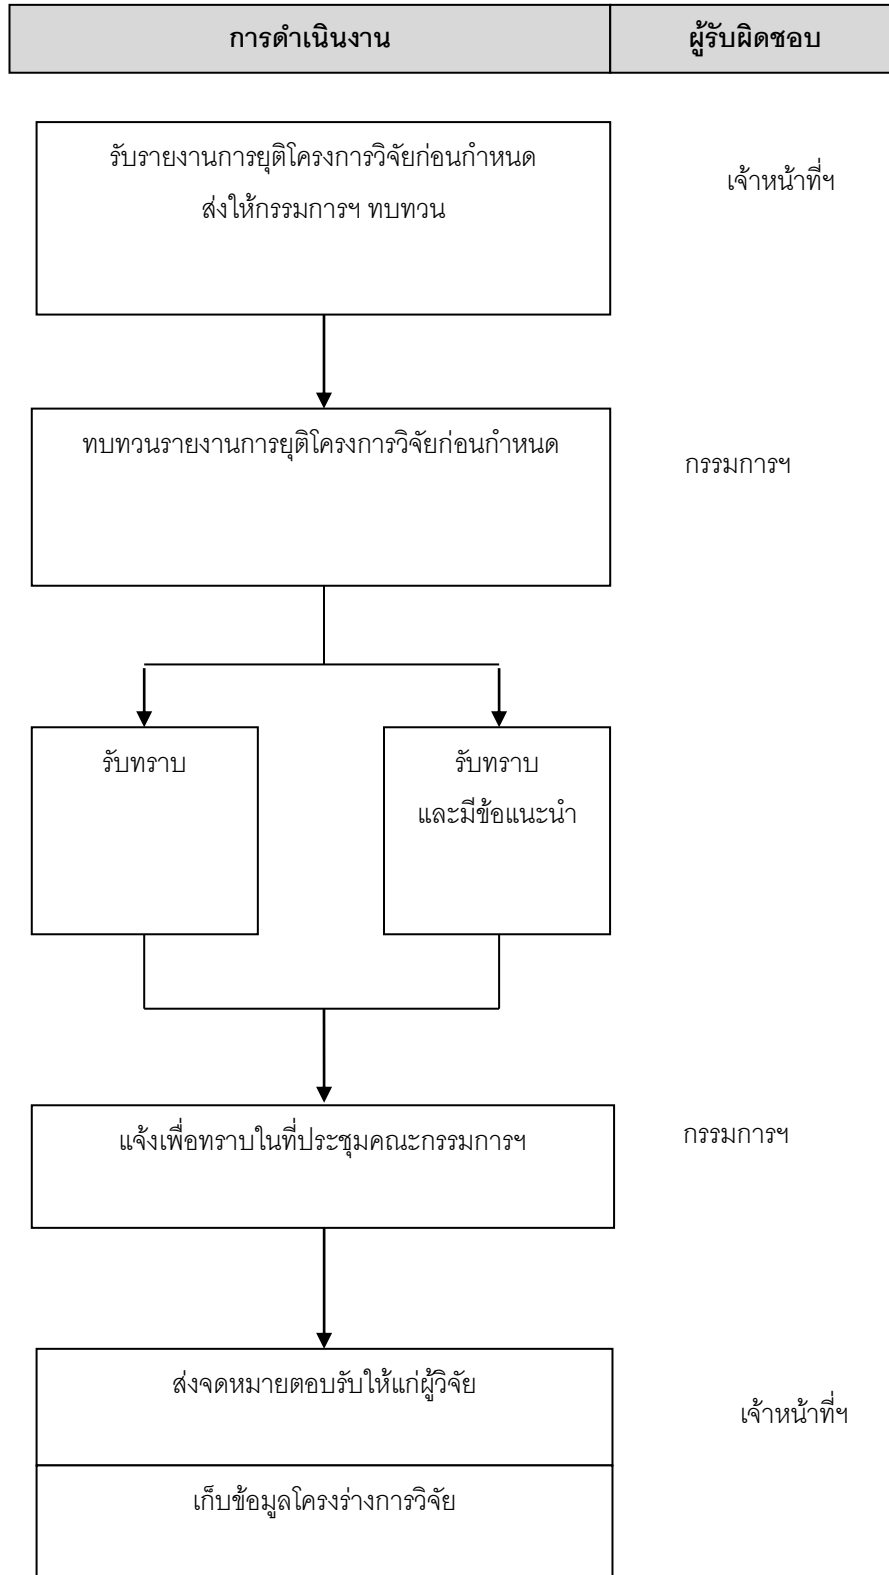 การดำเนินงาน
ผู้รับผิดชอบ
รับรายงานการยุติโครงการวิจัยก่อนกำหนด
ส่งให้กรรมการฯ ทบทวน
เจ้าหน้าที่ฯ
ทบทวนรายงานการยุติโครงการวิจัยก่อนกำหนด
กรรมการฯ
รับทราบ
รับทราบ
และมีข้อแนะนำ
แจ้งเพื่อทราบในที่ประชุมคณะกรรมการฯ
กรรมการฯ
ส่งจดหมายตอบรับให้แก่ผู้วิจัย
เจ้าหน้าที่ฯ
เก็บข้อมูลโครงร่างการวิจัย